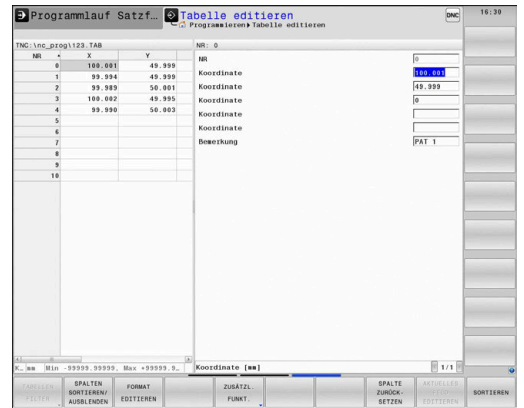 Programmlauf Satzf…
Tabelle editieren
DNC
16:30
Programmieren▸Tabelle editieren
TNC:\nc_prog\123.TAB
NR: 0
NR X Y
0 100.001 49.999
1 99.994 49.999
2 99.989 50.001
3 100.002 49.995
4 99.990 50.003
5
6
7
8
9
10
NR 0
Koordinate 100.001
Koordinate 49.999
Koordinate 0
Koordinate
Koordinate
Bemerkung PAT 1
K… mm Min -99999.99999, Max +99999.9…
Koordinate [mm]
1/1
TABELLEN
FILTER
SPALTEN
SORTIEREN/
AUSBLENDEN
FORMAT
EDITIEREN
ZUSÄTZL.
FUNKT.
SPALTE
ZURÜCK-
SETZEN
AKTUELLES
EDITIEREN
SORTIEREN